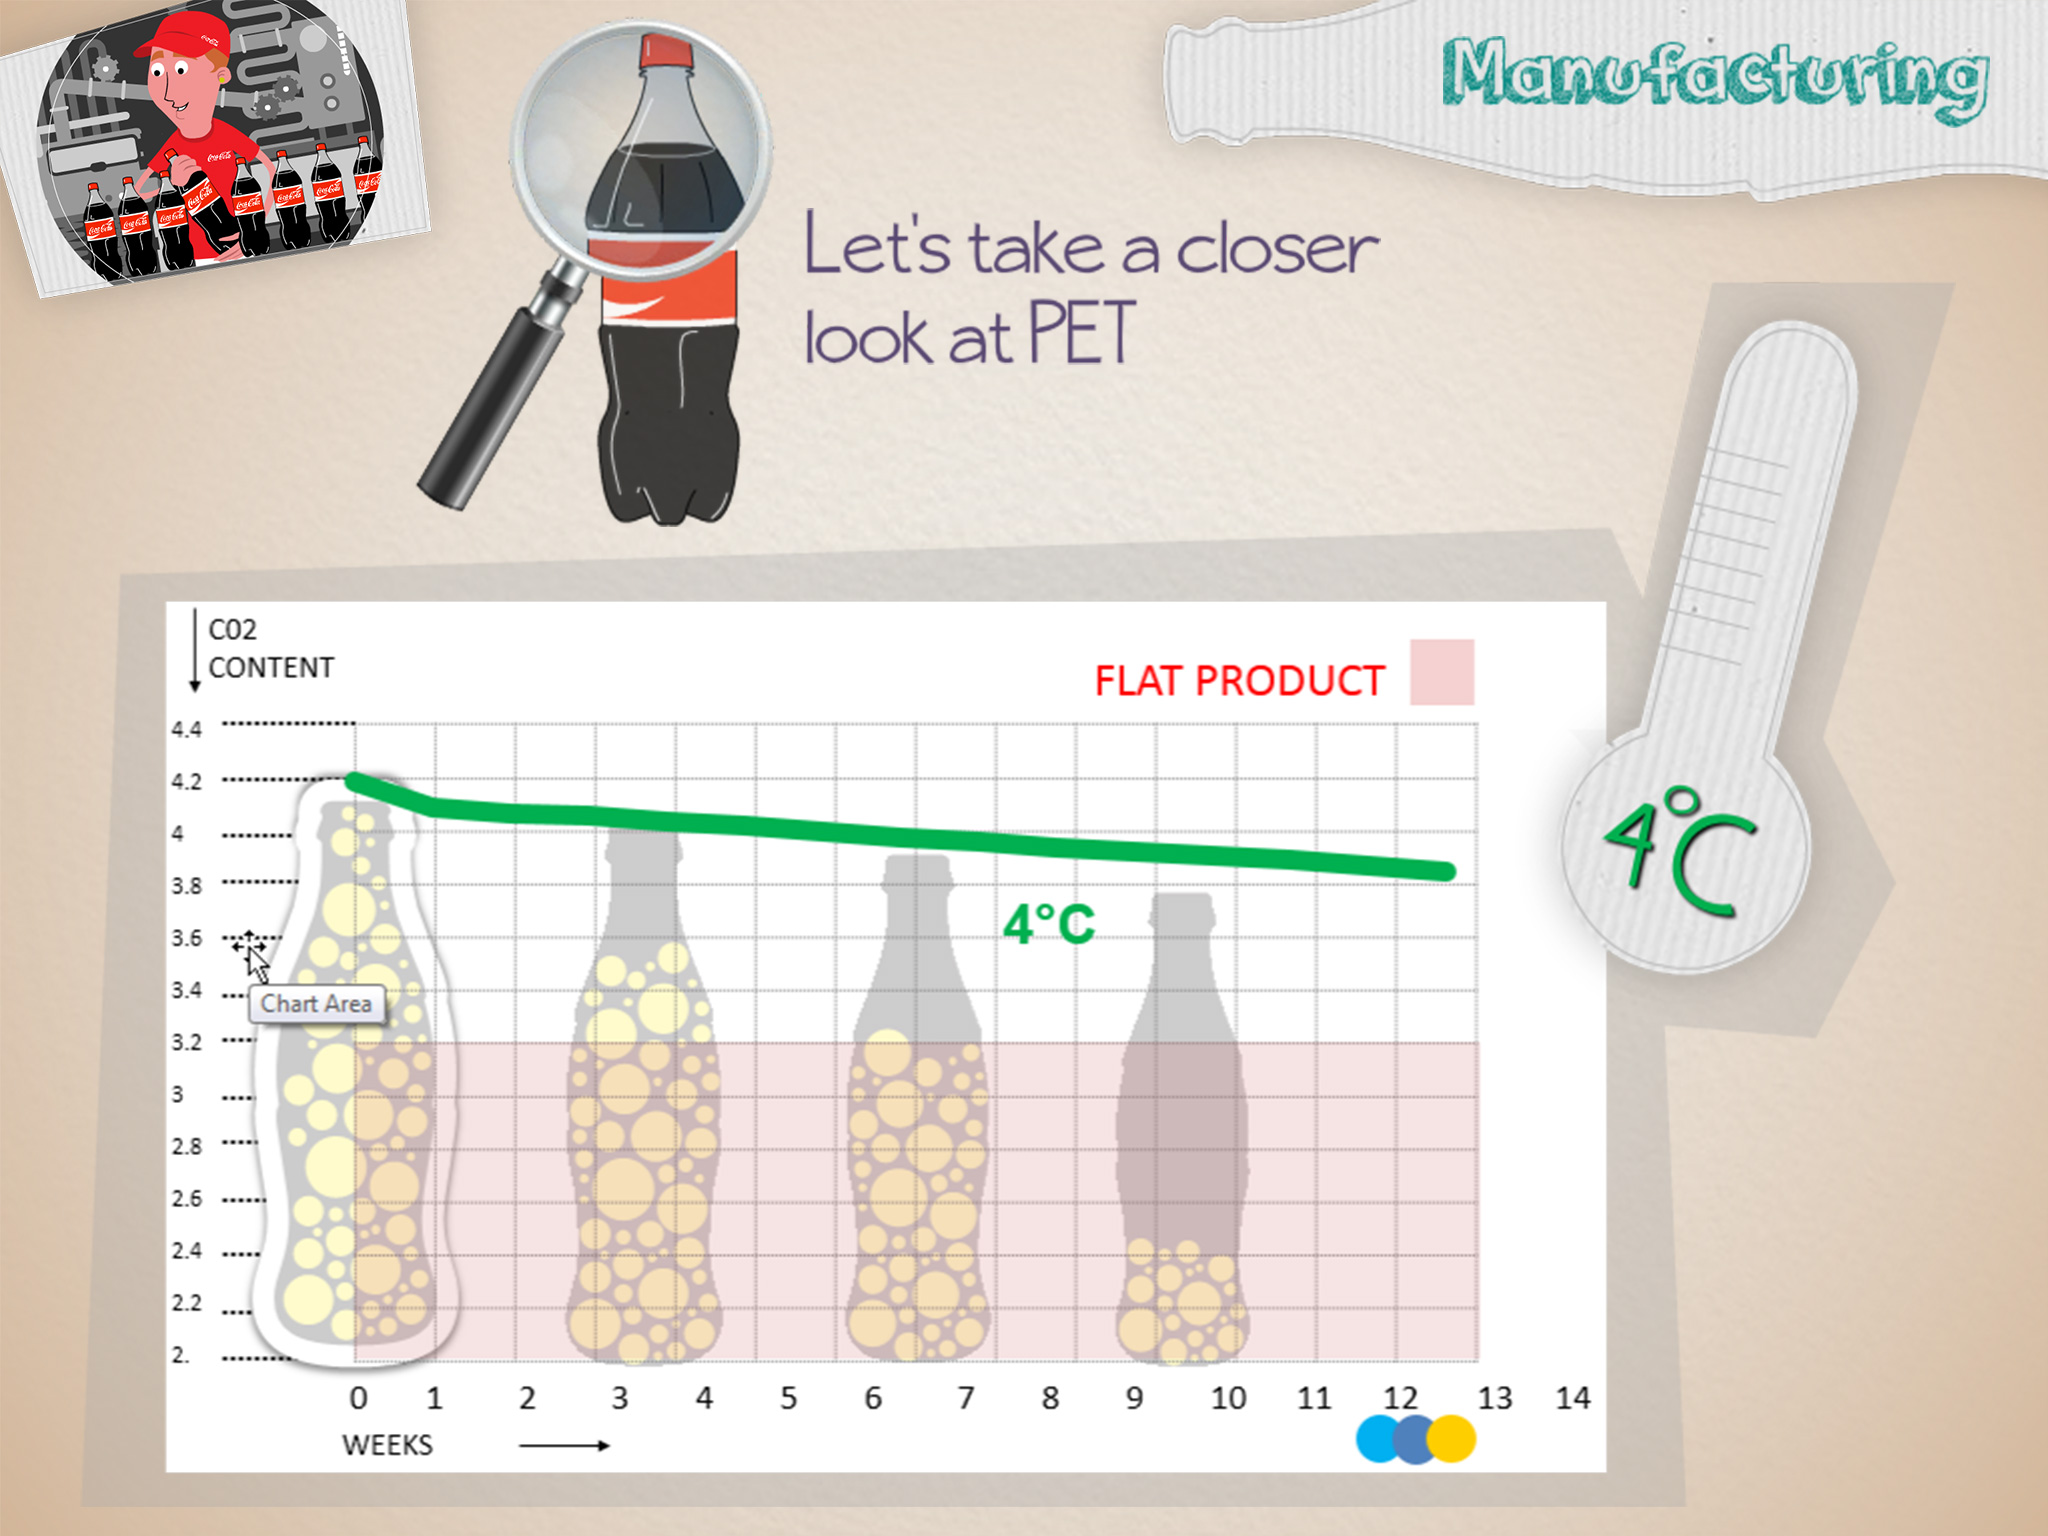 Manufacturing
Let's take a closer
look at PET
C02
CONTENT
FLAT PRODUCT
4.4
4.2
4
3.8
3.6
3.4
3.2
3
2.8
2.6
2.4
2.2
2.
Chart Area
4°C
4°C
0 1 2 3 4 5 6 7 8 9 10 11 12 13 14
WEEKS